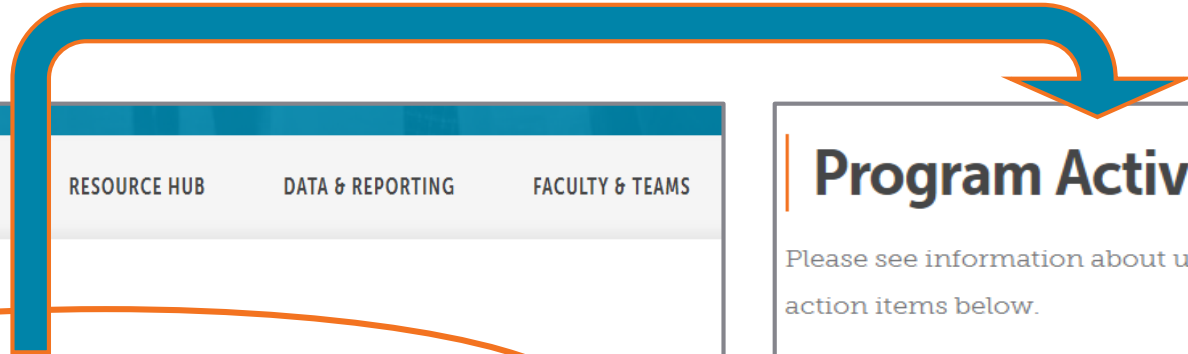 RESOURCE HUB DATA & REPORTING FACULTY & TEAMS
Program Activ
Please see information about u
action items below.